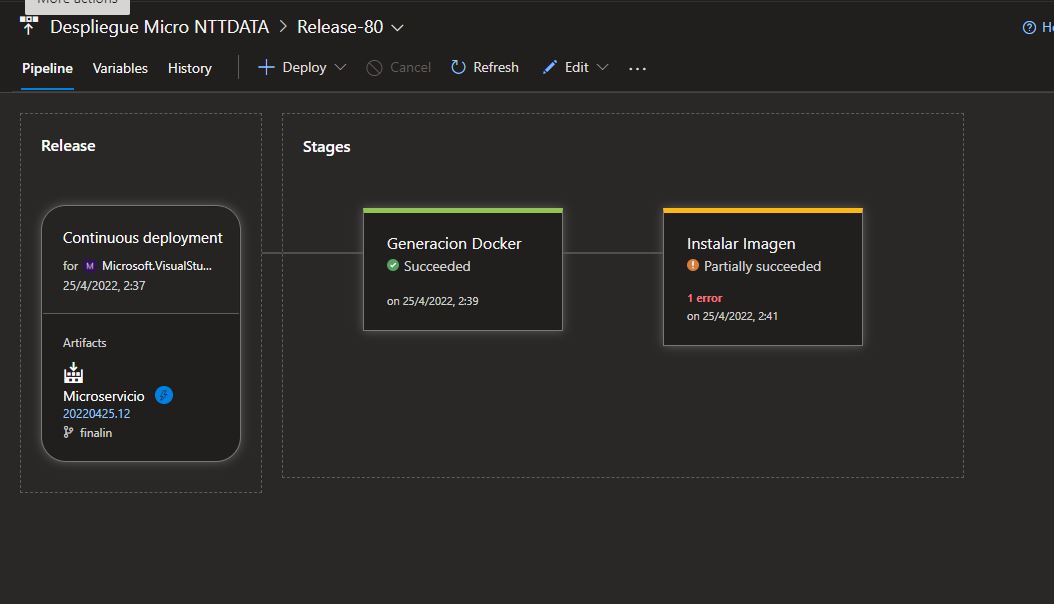 More actions
Despliegue Micro NTTDATA > Release-80
Pipeline Variables History Deploy Cancel Refresh Edit ...
Release
Stages
Continuous deployment
for M Microsoft.VisualStu...
25/4/2022, 2:37
Artifacts
Microservicio
20220425.12
finalin
Generacion Docker
Succeeded
on 25/4/2022, 2:39
Instalar Imagen
Partially succeeded
1 error
on 25/4/2022, 2:41